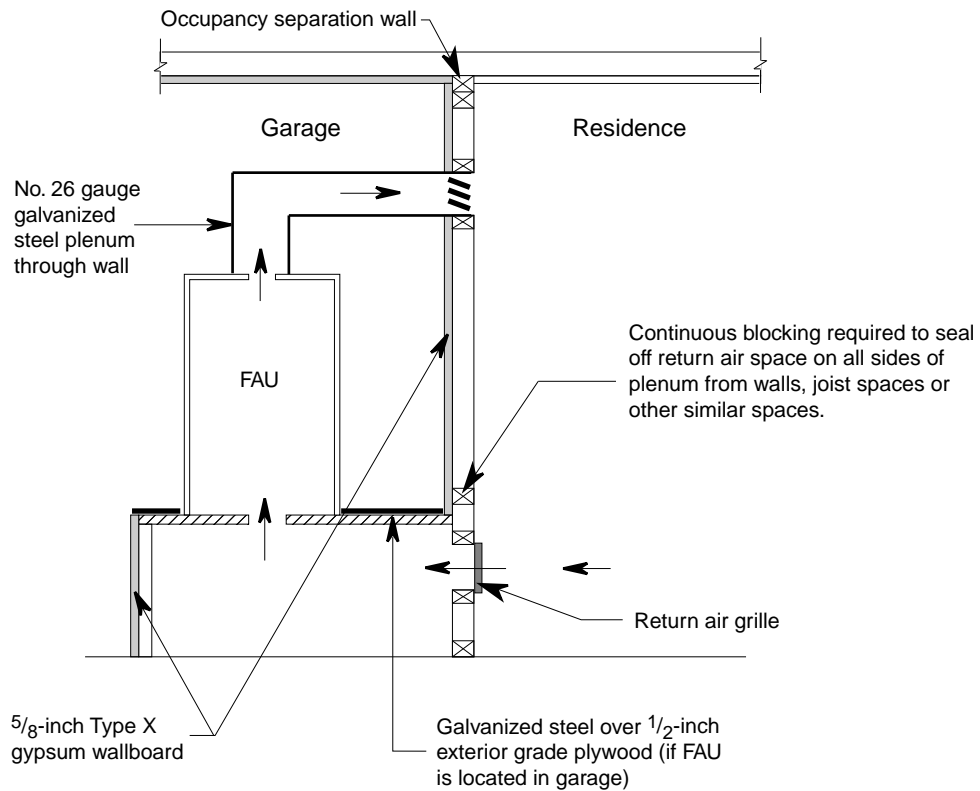 Occupancy separation wall
Garage
Residence
No. 26 gauge
galvanized
steel plenum
through wall
FAU
Continuous blocking required to seal
off return air space on all sides of
plenum from walls, joist spaces or
other similar spaces.
Return air grille
5/8-inch Type X
gypsum wallboard
Galvanized steel over 1/2-inch
exterior grade plywood (if FAU
is located in garage)